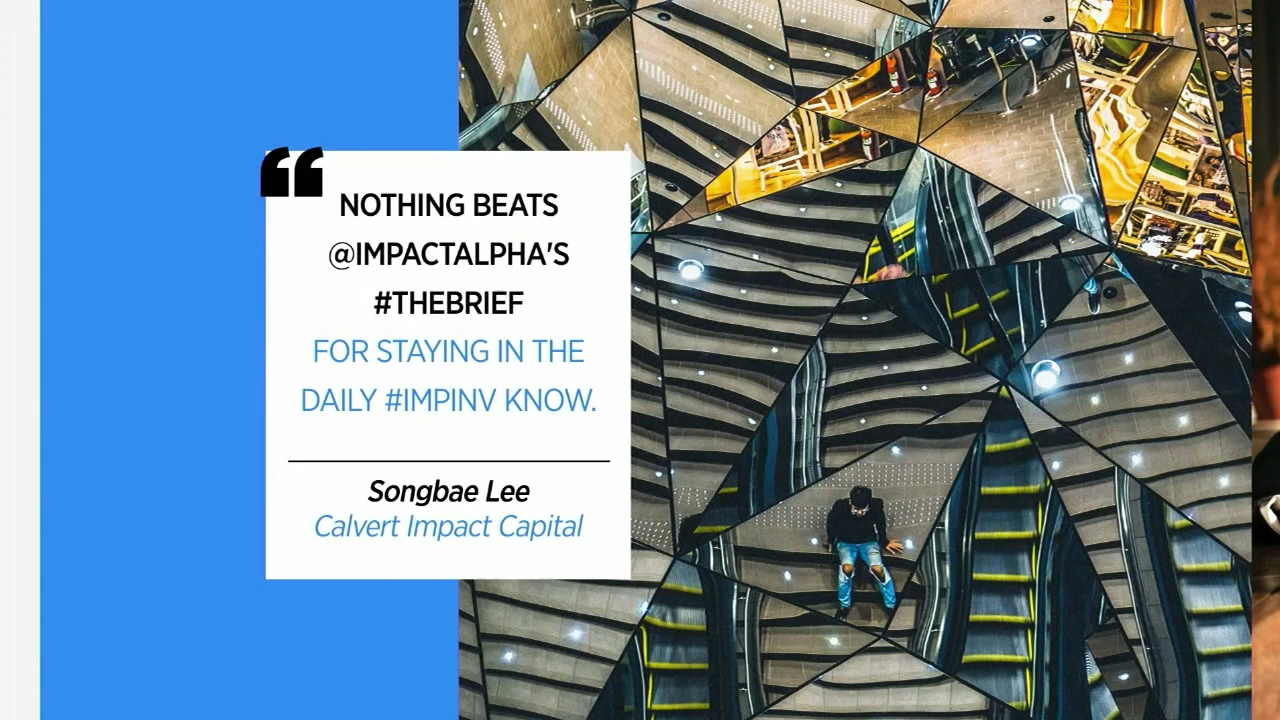 “
NOTHING BEATS
@IMPACTALPHA'S
#THEBRIEF
FOR STAYING IN THE
DAILY #IMPINV KNOW.
Songbae Lee
Calvert Impact Capital